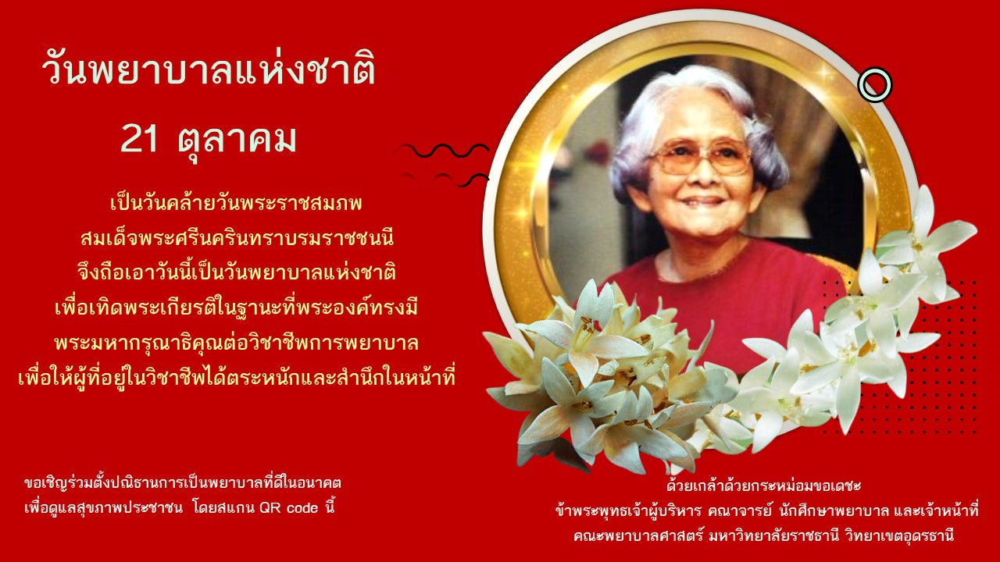 วันพยาบาลแห่งชาติ
21 ตุลาคม
เป็นวันคล้ายวันพระราชสมภพ
สมเด็จพระศรีนครินทราบรมราชชนนี
จึงถือเอาวันนี้เป็นวันพยาบาลแห่งชาติ
เพื่อเทิดพระเกียรติในฐานะที่พระองค์ทรงมี
พระมหากรุณาธิคุณต่อวิชาชีพการพยาบาล
เพื่อให้ผู้ที่อยู่ในวิชาชีพได้ตระหนักและสำนึกในหน้าที่
ขอเชิญร่วมตั้งปณิธานการเป็นพยาบาลที่ดีในอนาคต
เพื่อดูแลสุขภาพประชาชน โดยสแกน QR code นี้
ด้วยเกล้าด้วยกระหม่อมขอเดชะ
ข้าพระพุทธเจ้าผู้บริหาร คณาจารย์ นักศึกษาพยาบาล และเจ้าหน้าที่
คณะพยาบาลศาสตร์ มหาวิทยาลัยราชธานี วิทยาเขตอุดรธานี